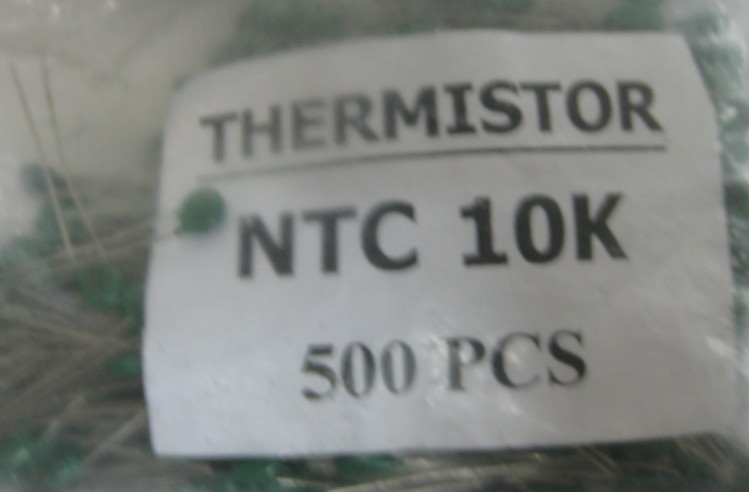 THERMISTOR
NTC 10K
500 PCS